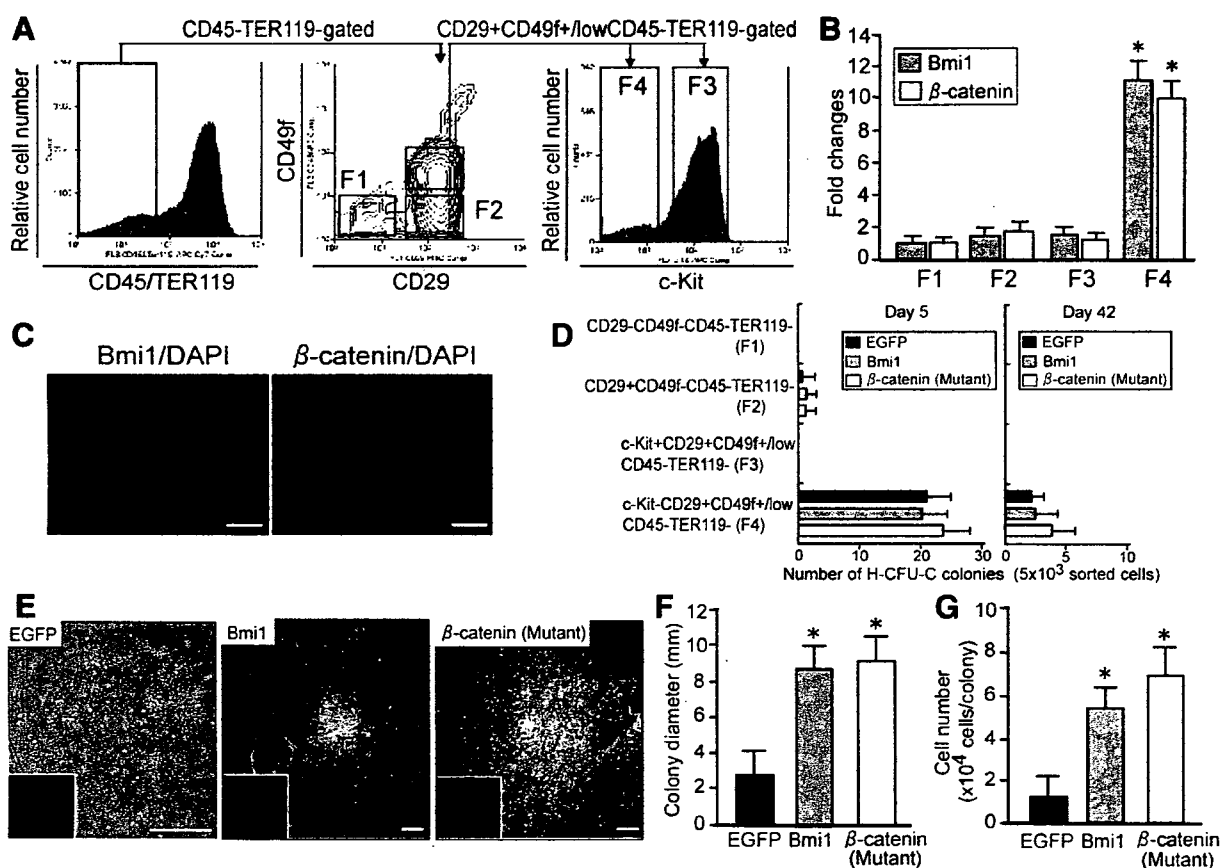 A
CD45-TER119-gated
CD29+CD49f+/lowCD45-TER119-gated
Relative cell number
CD45/TER119
CD49f
F1
F2
CD29
Relative cell number
F4
F3
c-Kit
B
Fold changes
14
12
10
8
6
4
2
0
Bmi1
β-catenin
*
*
F1
F2
F3
F4
C
Bmi1/DAPI
β-catenin/DAPI
D
CD29-CD49f-CD45-TER119-
(F1)
CD29+CD49f-CD45-TER119-
(F2)
c-Kit+CD29+CD49f+/low
CD45-TER119- (F3)
c-Kit-CD29+CD49f+/low
CD45-TER119- (F4)
Day 5
EGFP
Bmi1
β-catenin (Mutant)
Day 42
EGFP
Bmi1
β-catenin (Mutant)
0 10 20 30
0 5 10
Number of H-CFU-C colonies (5x10³ sorted cells)
E
EGFP
Bmi1
β-catenin (Mutant)
F
Colony diameter (mm)
12
10
8
6
4
2
0
*
*
EGFP
Bmi1
β-catenin
(Mutant)
G
Cell number
(x10⁴ cells/colony)
10
8
6
4
2
0
*
*
EGFP
Bmi1
β-catenin
(Mutant)